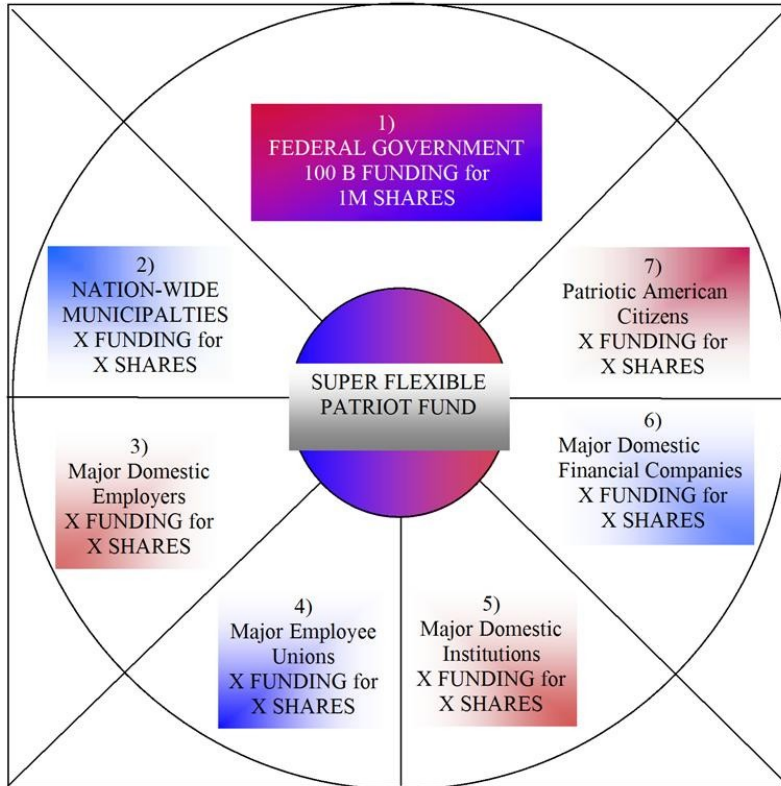 1)
FEDERAL GOVERNMENT
100 B FUNDING for
1M SHARES
2)
NATION-WIDE
MUNICIPALTIES
X FUNDING for
X SHARES
7)
Patriotic American
Citizens
X FUNDING for
X SHARES
SUPER FLEXIBLE
PATRIOT FUND
3)
Major Domestic
Employers
X FUNDING for
X SHARES
6)
Major Domestic
Financial Companies
X FUNDING for
X SHARES
4)
Major Employee
Unions
X FUNDING for
X SHARES
5)
Major Domestic
Institutions
X FUNDING for
X SHARES